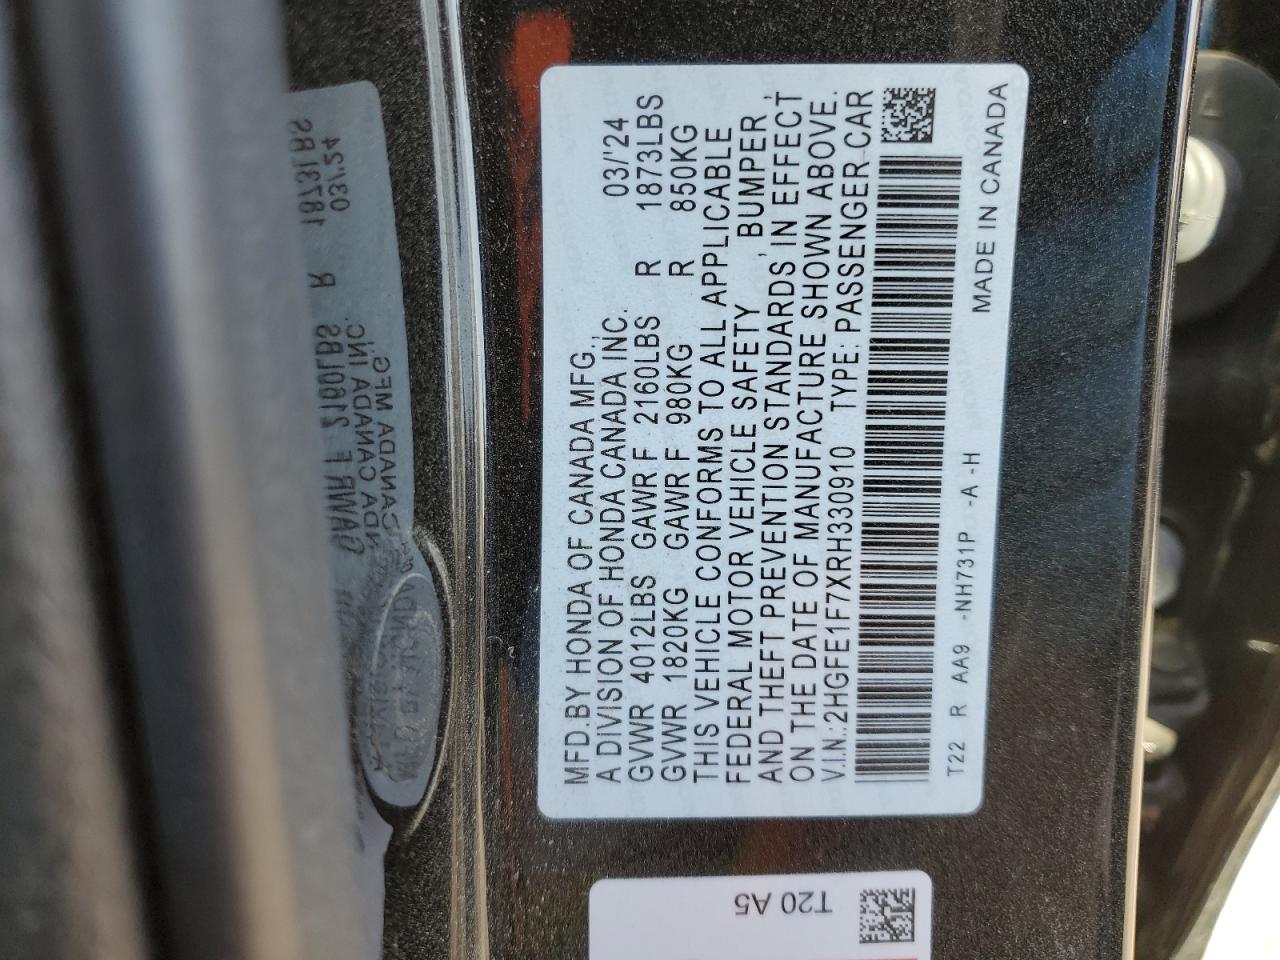 MFD.BY HONDA OF CANADA MFG.,
A DIVISION OF HONDA CANADA INC. 03/'24
GVWR 4012LBS GAWR F 2160LBS R 1873LBS
GVWR 1820KG GAWR F 980KG R 850KG
THIS VEHICLE CONFORMS TO ALL APPLICABLE
FEDERAL MOTOR VEHICLE SAFETY, BUMPER,
AND THEFT PREVENTION STANDARDS IN EFFECT
ON THE DATE OF MANUFACTURE SHOWN ABOVE.
V.I.N.:2HGFE1F7XRH330910 TYPE: PASSENGER CAR
T22 R AA9 -NH731P -A -H
MADE IN CANADA
T20 A5